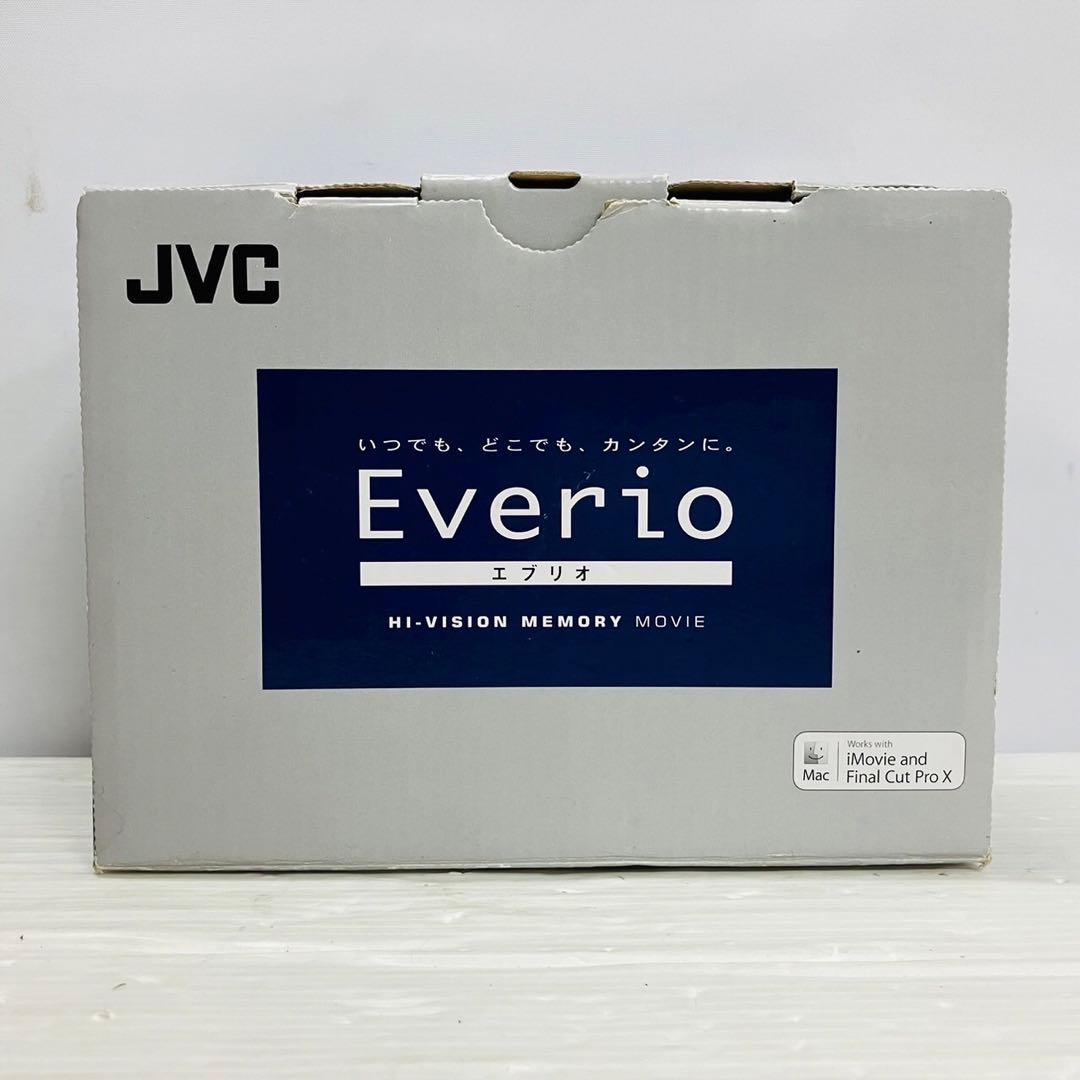 JVC
いつでも、どこでも、カンタンに。
Everio
エブリオ
HI-VISION MEMORY MOVIE
Works with
Mac
iMovie and
Final Cut Pro X